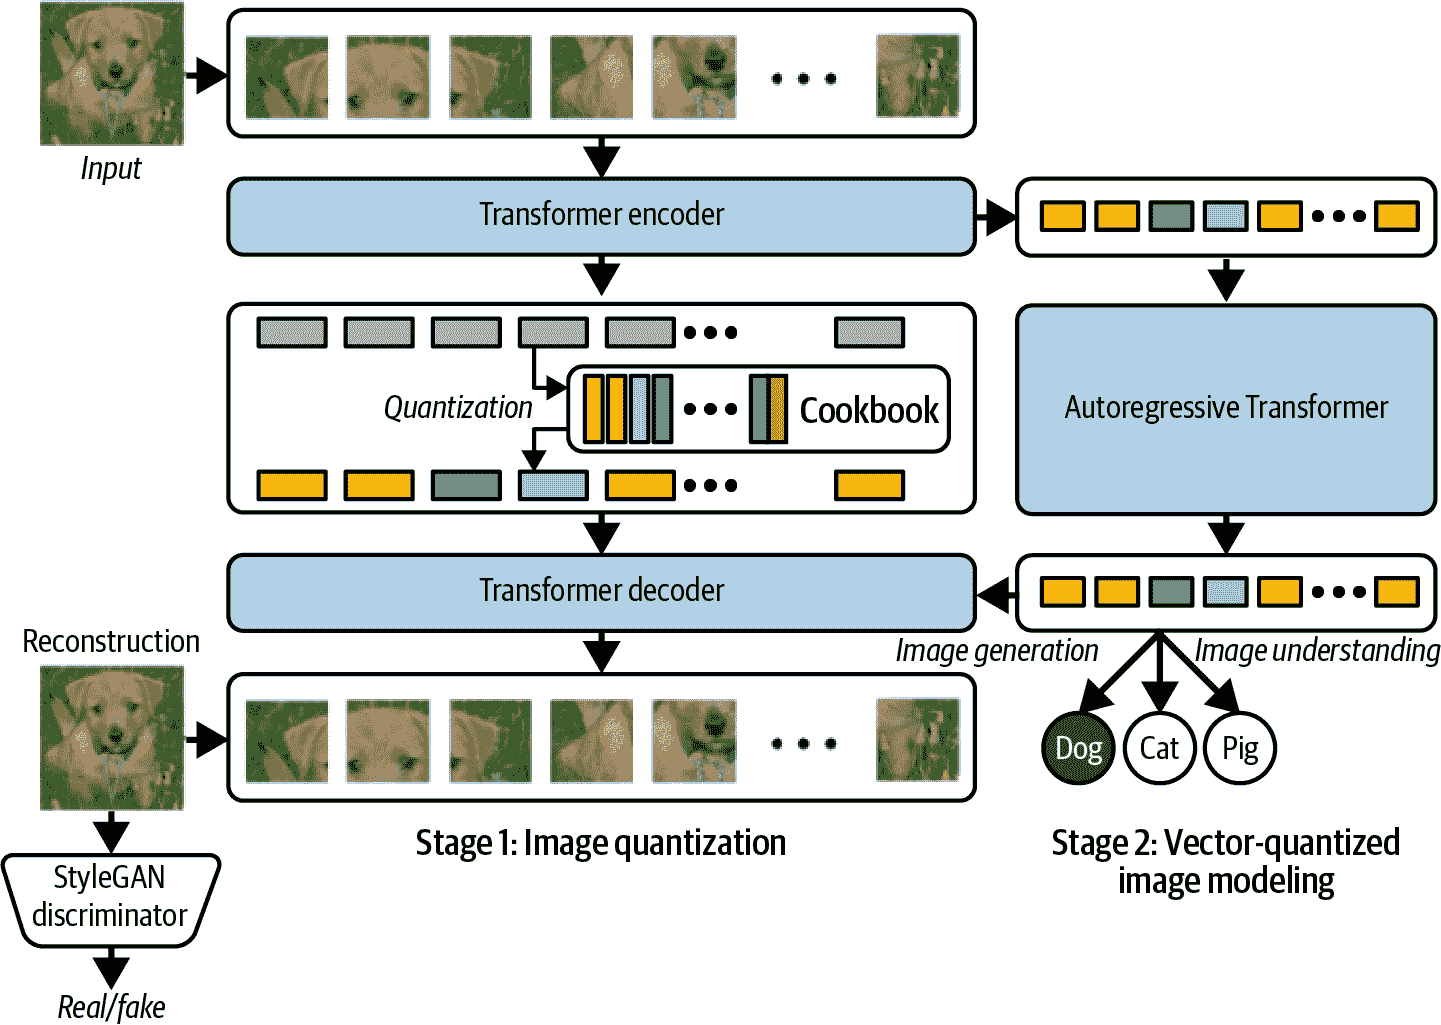 Input
Transformer encoder
Quantization
Cookbook
Autoregressive Transformer
Transformer decoder
Reconstruction
Image generation
Image understanding
Dog
Cat
Pig
Stage 1: Image quantization
Stage 2: Vector-quantized
image modeling
StyleGAN
discriminator
Real/fake